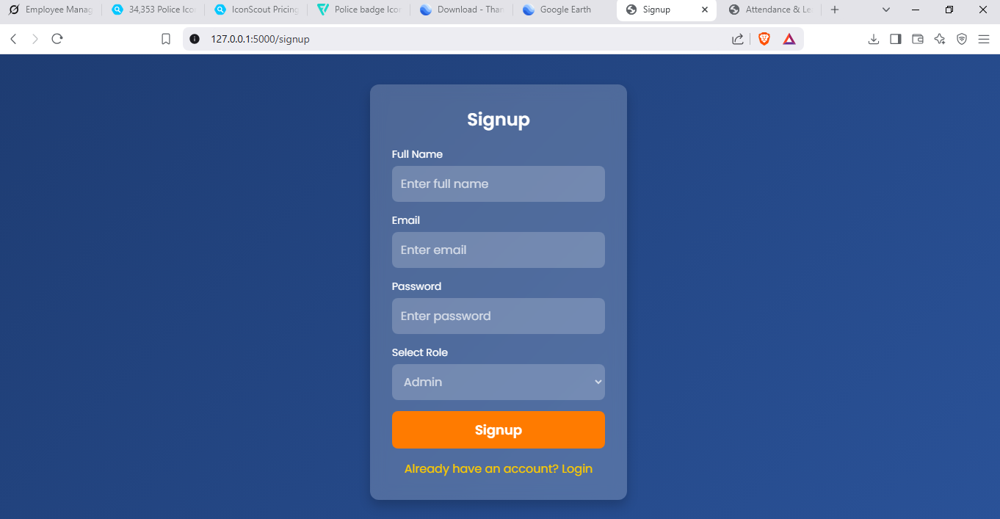 Employee Manag
34,353 Police Ico
IconScout Pricing
Police badge Ico
Download - Than
Google Earth
Signup
Attendance & Le
127.0.0.1:5000/signup
Signup
Full Name
Enter full name
Email
Enter email
Password
Enter password
Select Role
Admin
Signup
Already have an account? Login